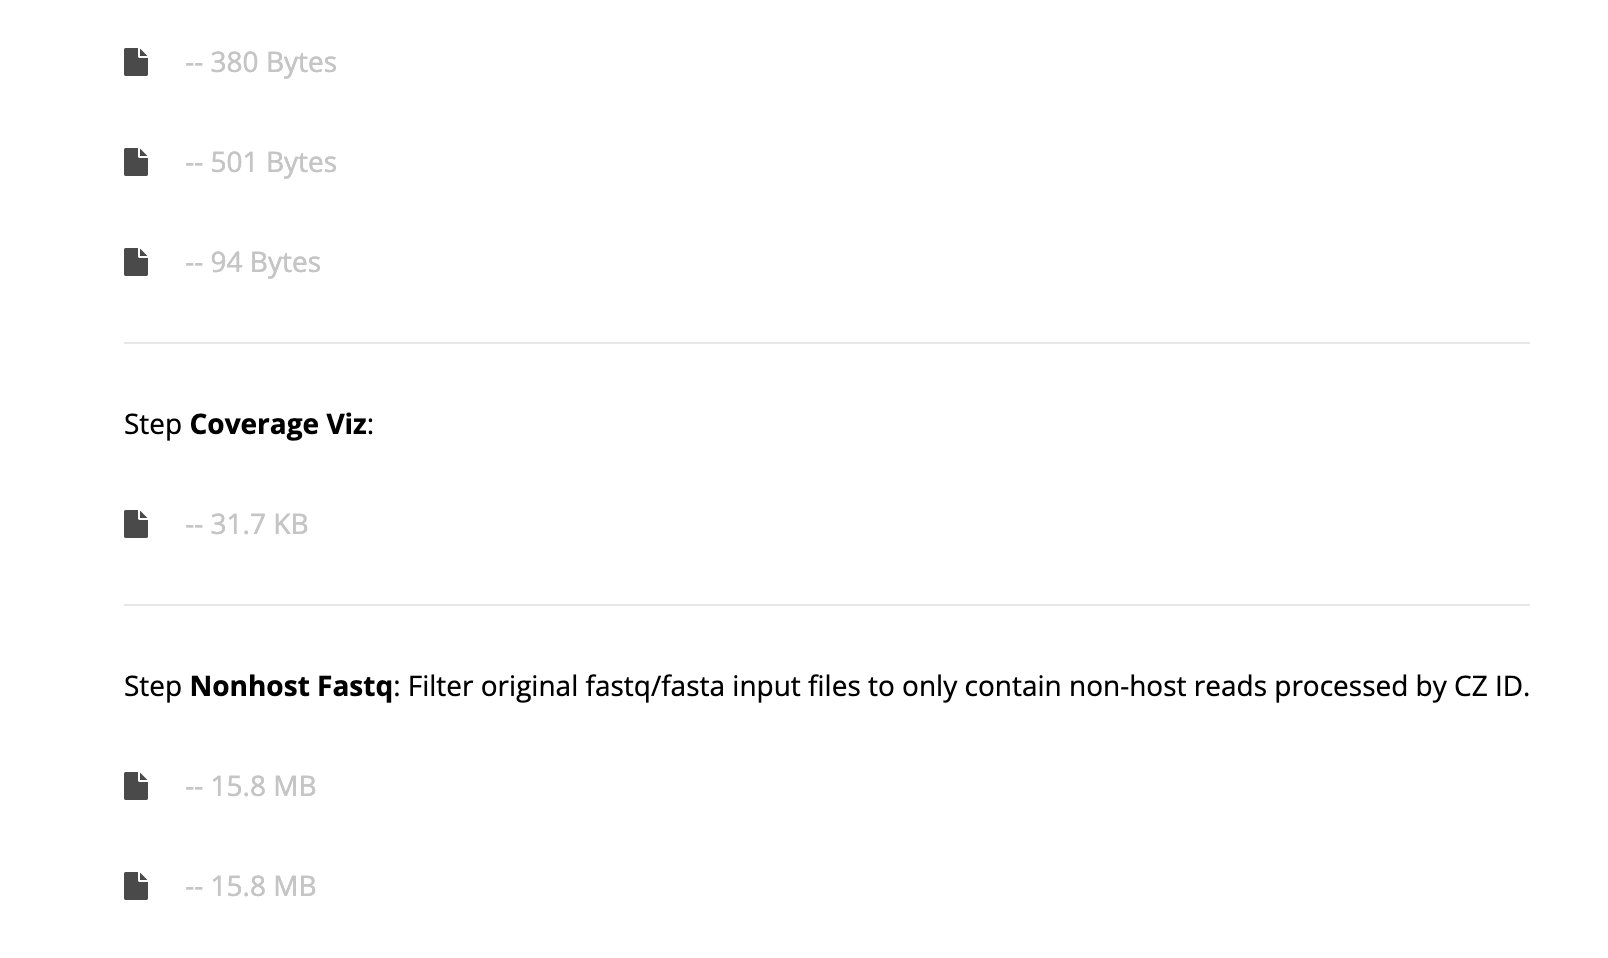 -- 380 Bytes
-- 501 Bytes
-- 94 Bytes
Step Coverage Viz:
-- 31.7 KB
Step Nonhost Fastq: Filter original fastq/fasta input files to only contain non-host reads processed by CZ ID.
-- 15.8 MB
-- 15.8 MB